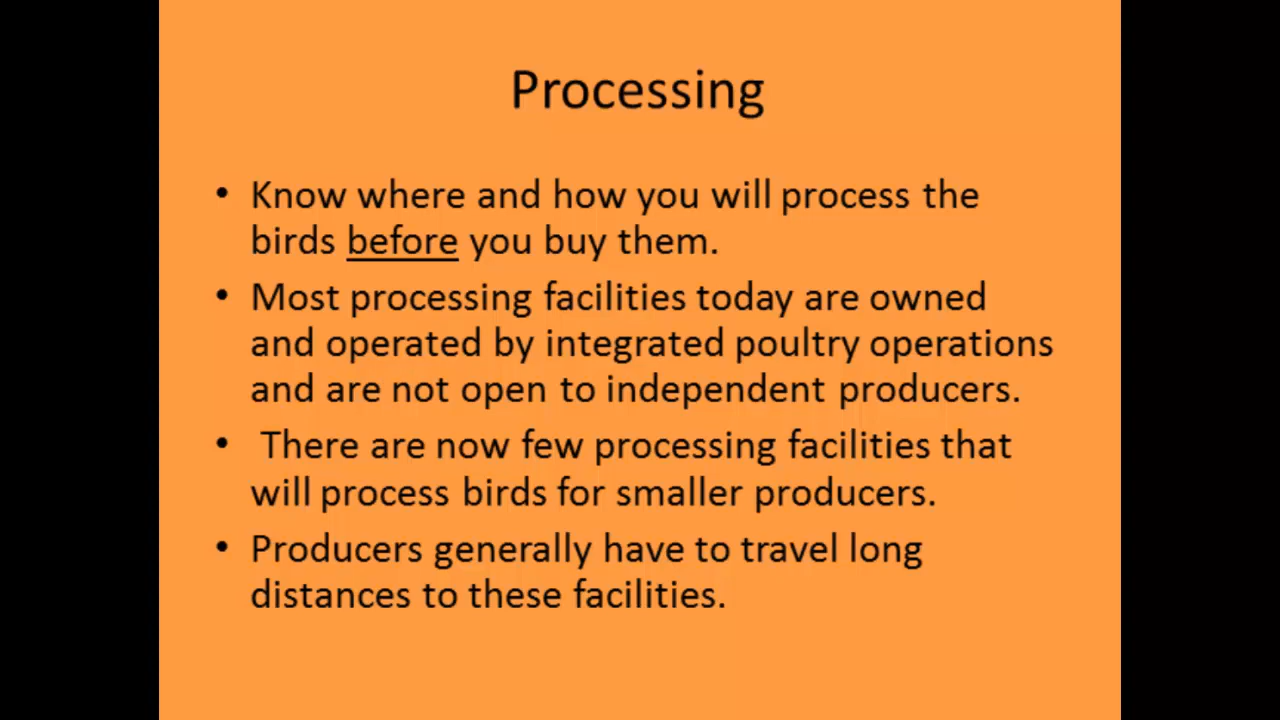 Processing
• Know where and how you will process the
birds before you buy them.
• Most processing facilities today are owned
and operated by integrated poultry operations
and are not open to independent producers.
• There are now few processing facilities that
will process birds for smaller producers.
• Producers generally have to travel long
distances to these facilities.